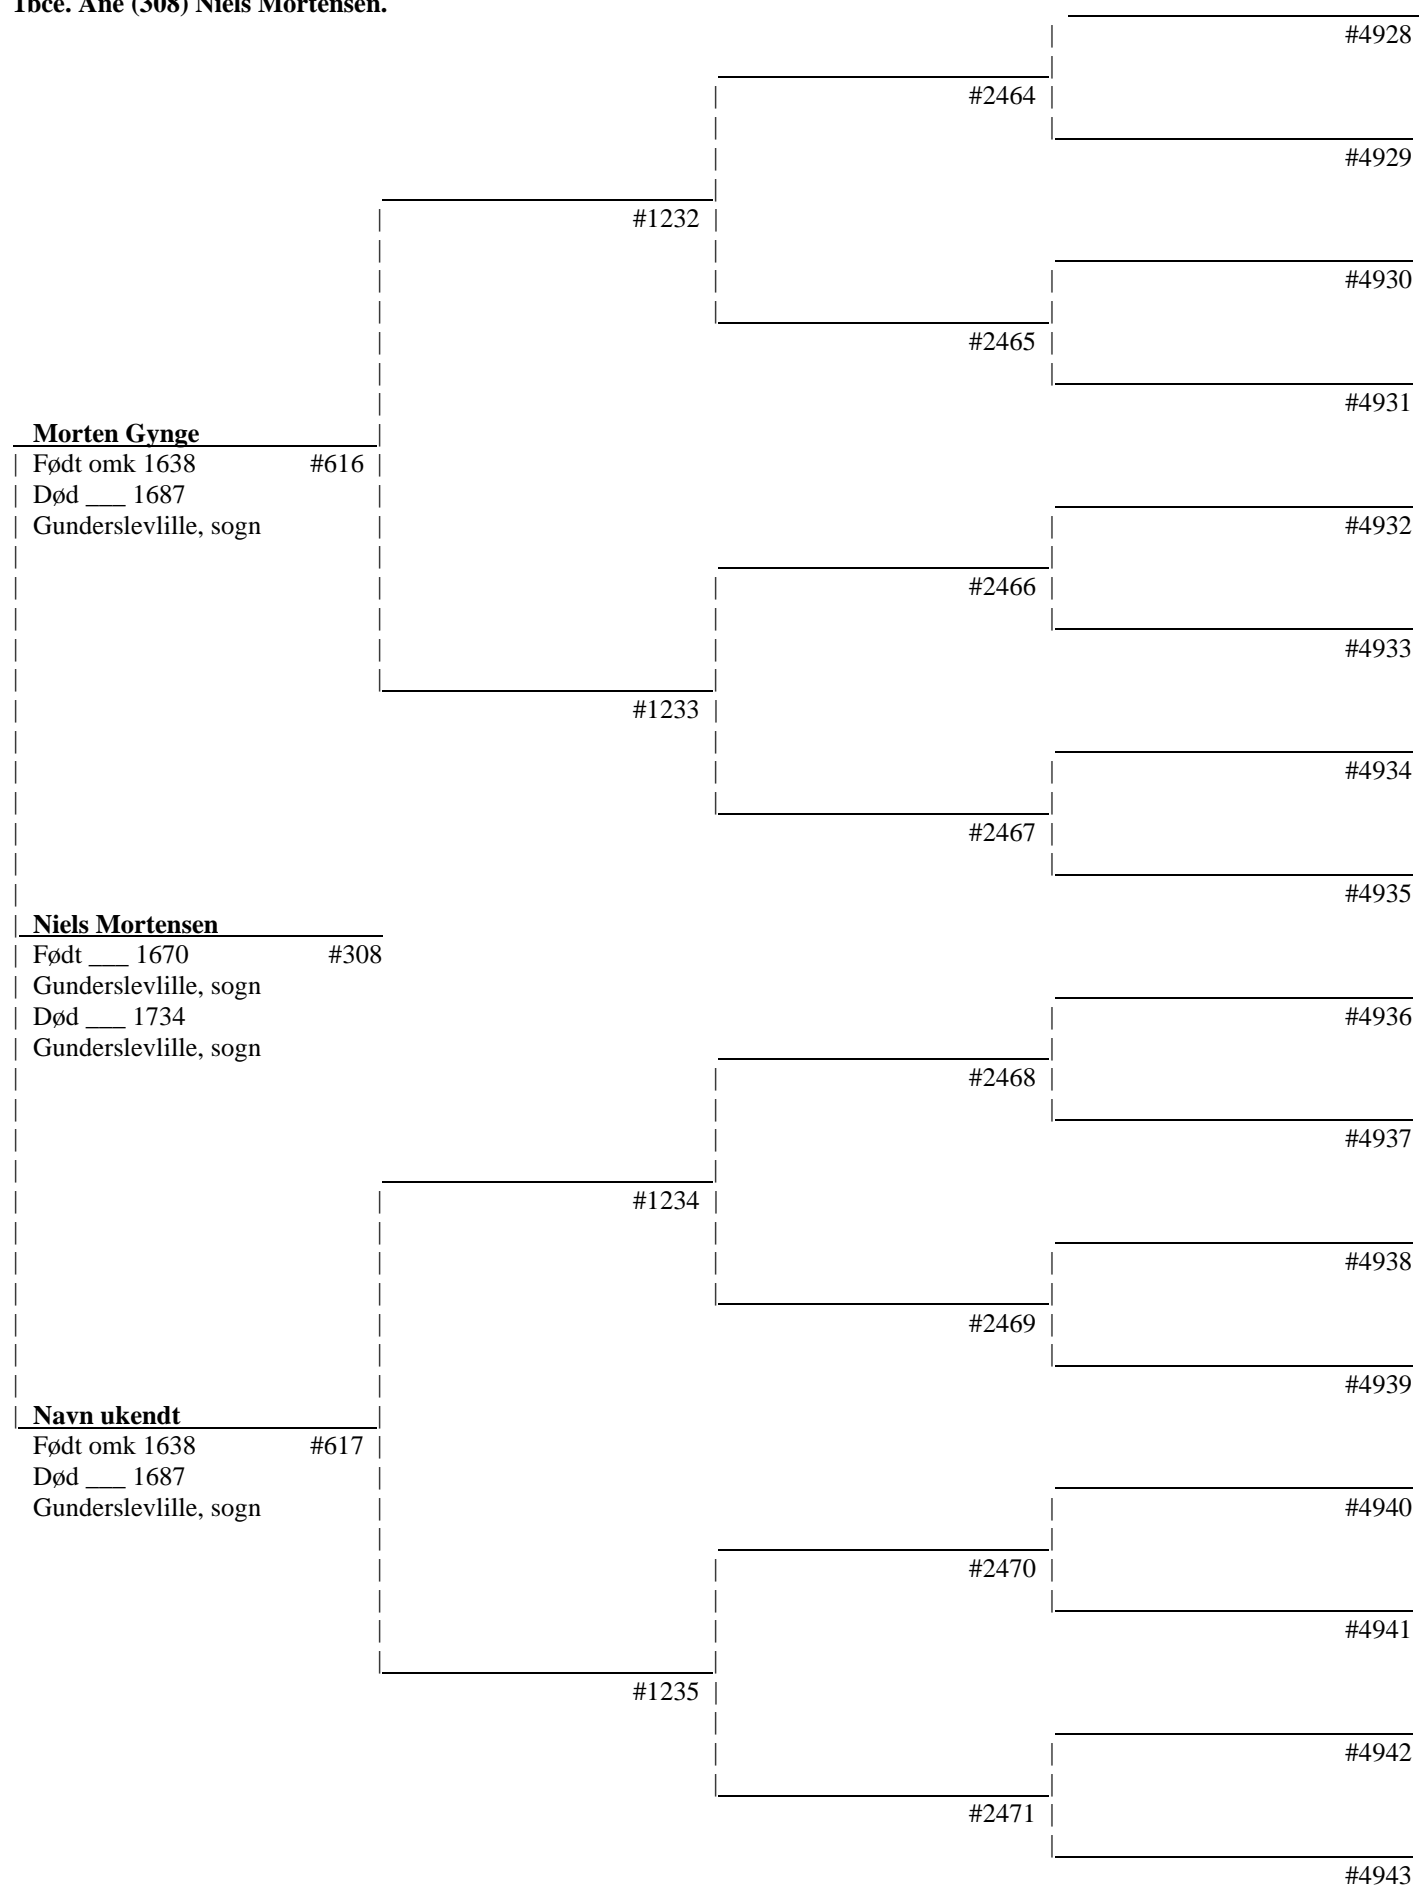 1bce. Ane (308) Niels Mortensen.
#4928
#2464
#4929
#1232
#4930
#2465
#4931
Morten Gynge
Født omk 1638 #616
Død ___ 1687
Gunderslevlille, sogn
#4932
#2466
#4933
#1233
#4934
#2467
#4935
Niels Mortensen
Født ___ 1670 #308
Gunderslevlille, sogn
Død ___ 1734
Gunderslevlille, sogn
#4936
#2468
#4937
#1234
#4938
#2469
#4939
Navn ukendt
Født omk 1638 #617
Død ___ 1687
Gunderslevlille, sogn
#4940
#2470
#4941
#1235
#4942
#2471
#4943